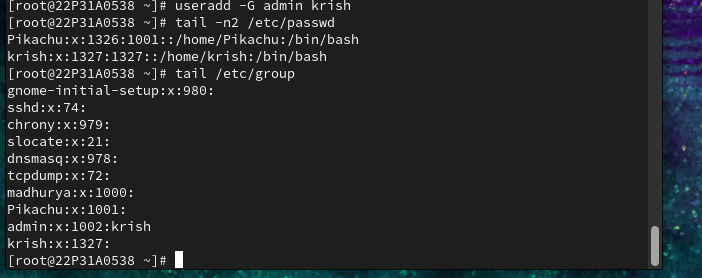 [root@22P31A0538 ~]# useradd -G admin krish
[root@22P31A0538 ~]# tail -n2 /etc/passwd
Pikachu:x:1326:1001::/home/Pikachu:/bin/bash
krish:x:1327:1327::/home/krish:/bin/bash
[root@22P31A0538 ~]# tail /etc/group
gnome-initial-setup:x:980:
sshd:x:74:
chrony:x:979:
slocate:x:21:
dnsmasq:x:978:
tcpdump:x:72:
madhurya:x:1000:
Pikachu:x:1001:
admin:x:1002:krish
krish:x:1327:
[root@22P31A0538 ~]#